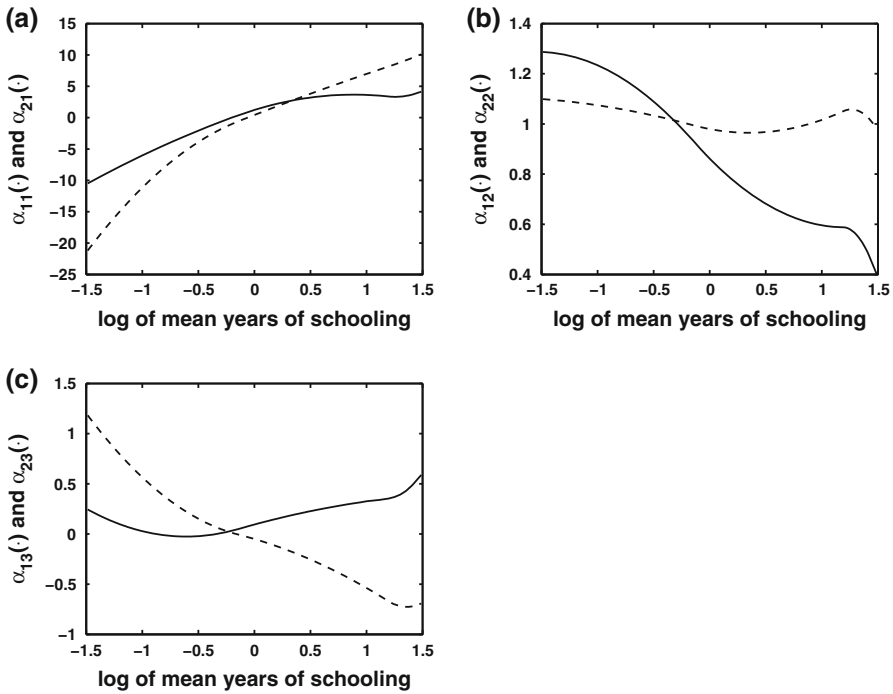 (a)
15
10
5
0
−5
−10
−15
−20
−25
α11(·) and α21(·)
−1.5 −1 −0.5 0 0.5 1 1.5
log of mean years of schooling
(b)
1.4
1.2
1
0.8
0.6
0.4
α12(·) and α22(·)
−1.5 −1 −0.5 0 0.5 1 1.5
log of mean years of schooling
(c)
1.5
1
0.5
0
−0.5
−1
α13(·) and α23(·)
−1.5 −1 −0.5 0 0.5 1 1.5
log of mean years of schooling